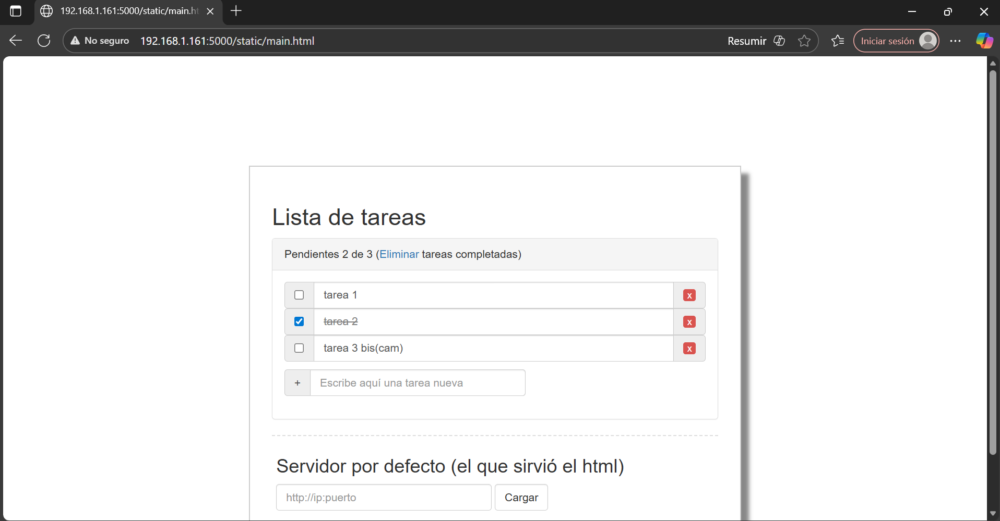 192.168.1.161:5000/static/main.ht
No seguro 192.168.1.161:5000/static/main.html Resumir Iniciar sesión
Lista de tareas
Pendientes 2 de 3 (Eliminar tareas completadas)
tarea 1 x
tarea 2 x
tarea 3 bis(cam) x
+ Escribe aquí una tarea nueva
Servidor por defecto (el que sirvió el html)
http://ip:puerto Cargar